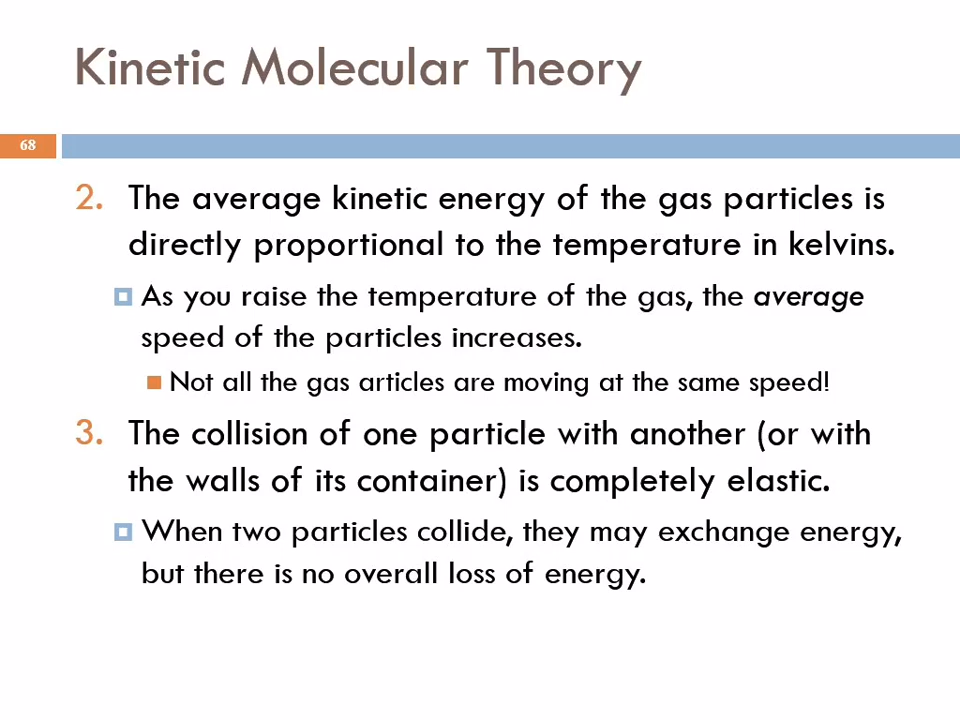 Kinetic Molecular Theory
68
2. The average kinetic energy of the gas particles is
directly proportional to the temperature in kelvins.
As you raise the temperature of the gas, the average
speed of the particles increases.
Not all the gas articles are moving at the same speed!
3. The collision of one particle with another (or with
the walls of its container) is completely elastic.
When two particles collide, they may exchange energy,
but there is no overall loss of energy.